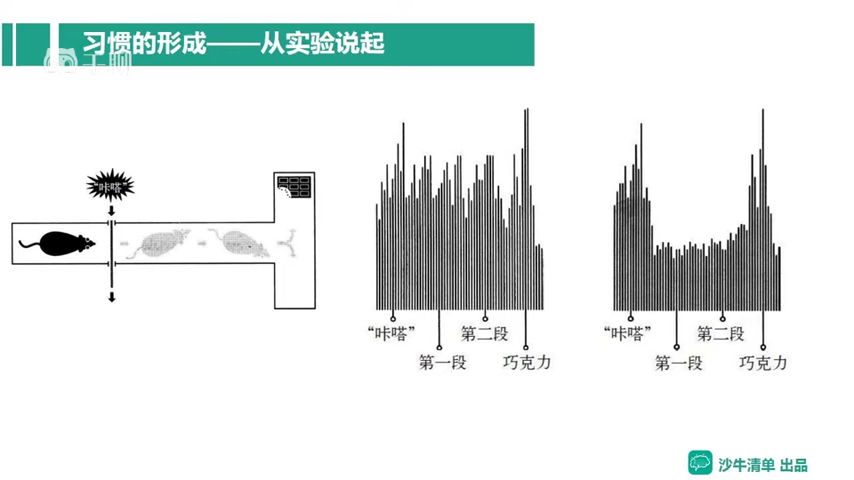 习惯的形成——从实验说起
千聊
“咔嗒”
“咔嗒”
第一段
第二段
巧克力
“咔嗒”
第一段
第二段
巧克力
沙牛清单 出品